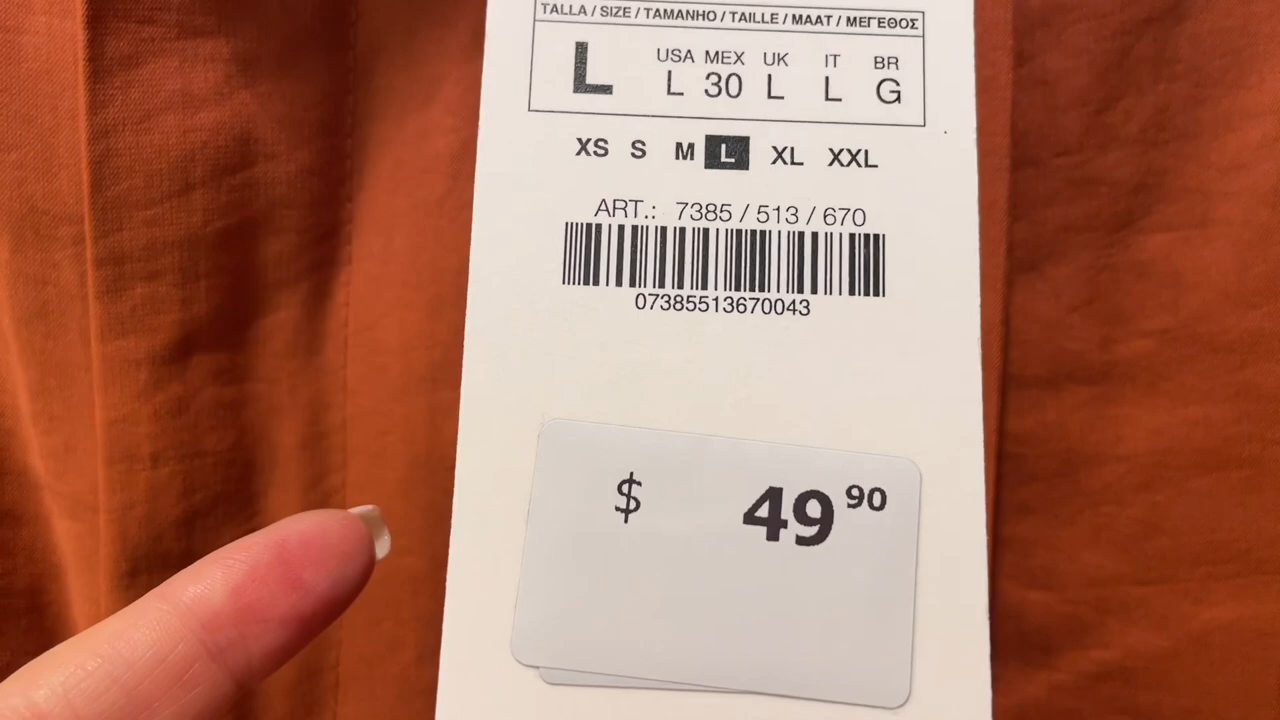 TALLA / SIZE / TAMANHO / TAILLE / MAAT / ΜΕΓΕΘΟΣ
USA MEX UK IT BR
L L 30 L L G
XS S M L XL XXL
ART.: 7385 / 513 / 670
07385513670043
$ 49 90